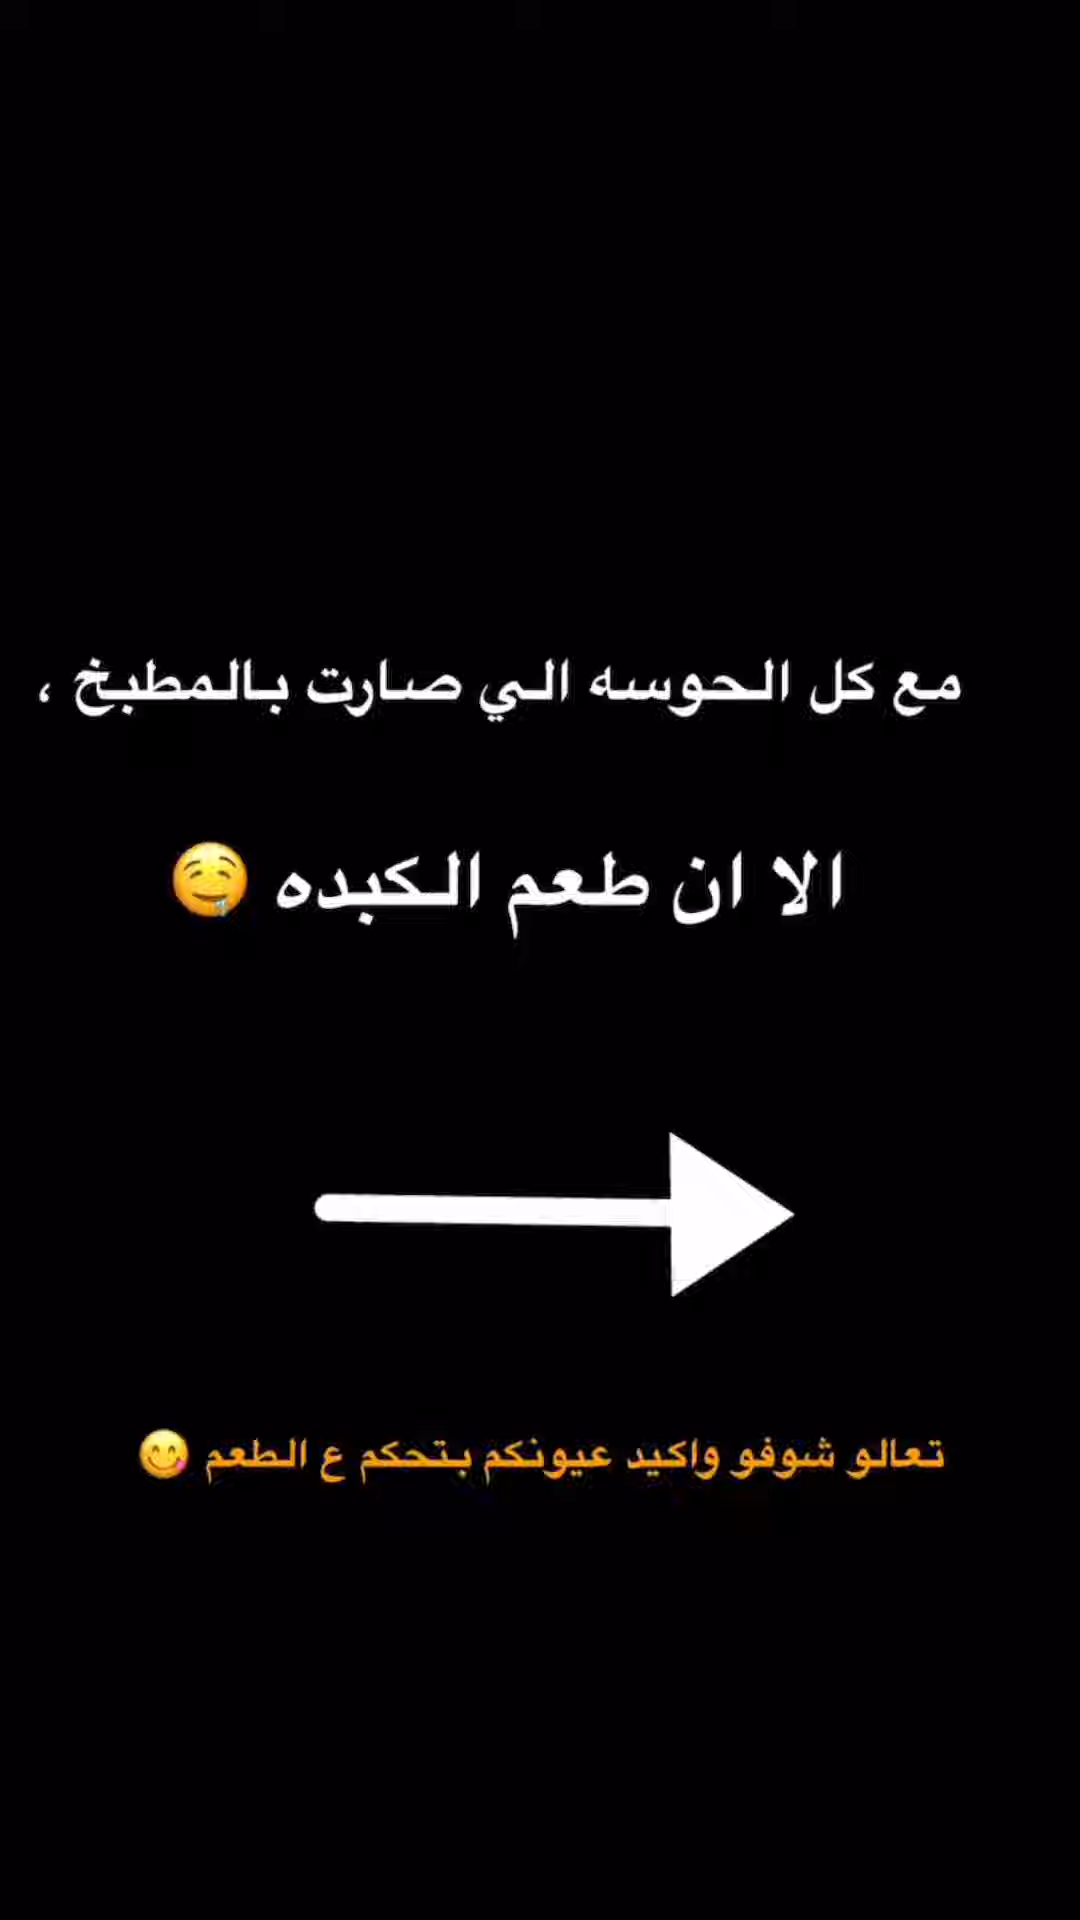 مع كل الحوسه الي صارت بالمطبخ ،
الا ان طعم الكبده 🤤
تعالو شوفو واكيد عيونكم بتحكم ع الطعم 😋